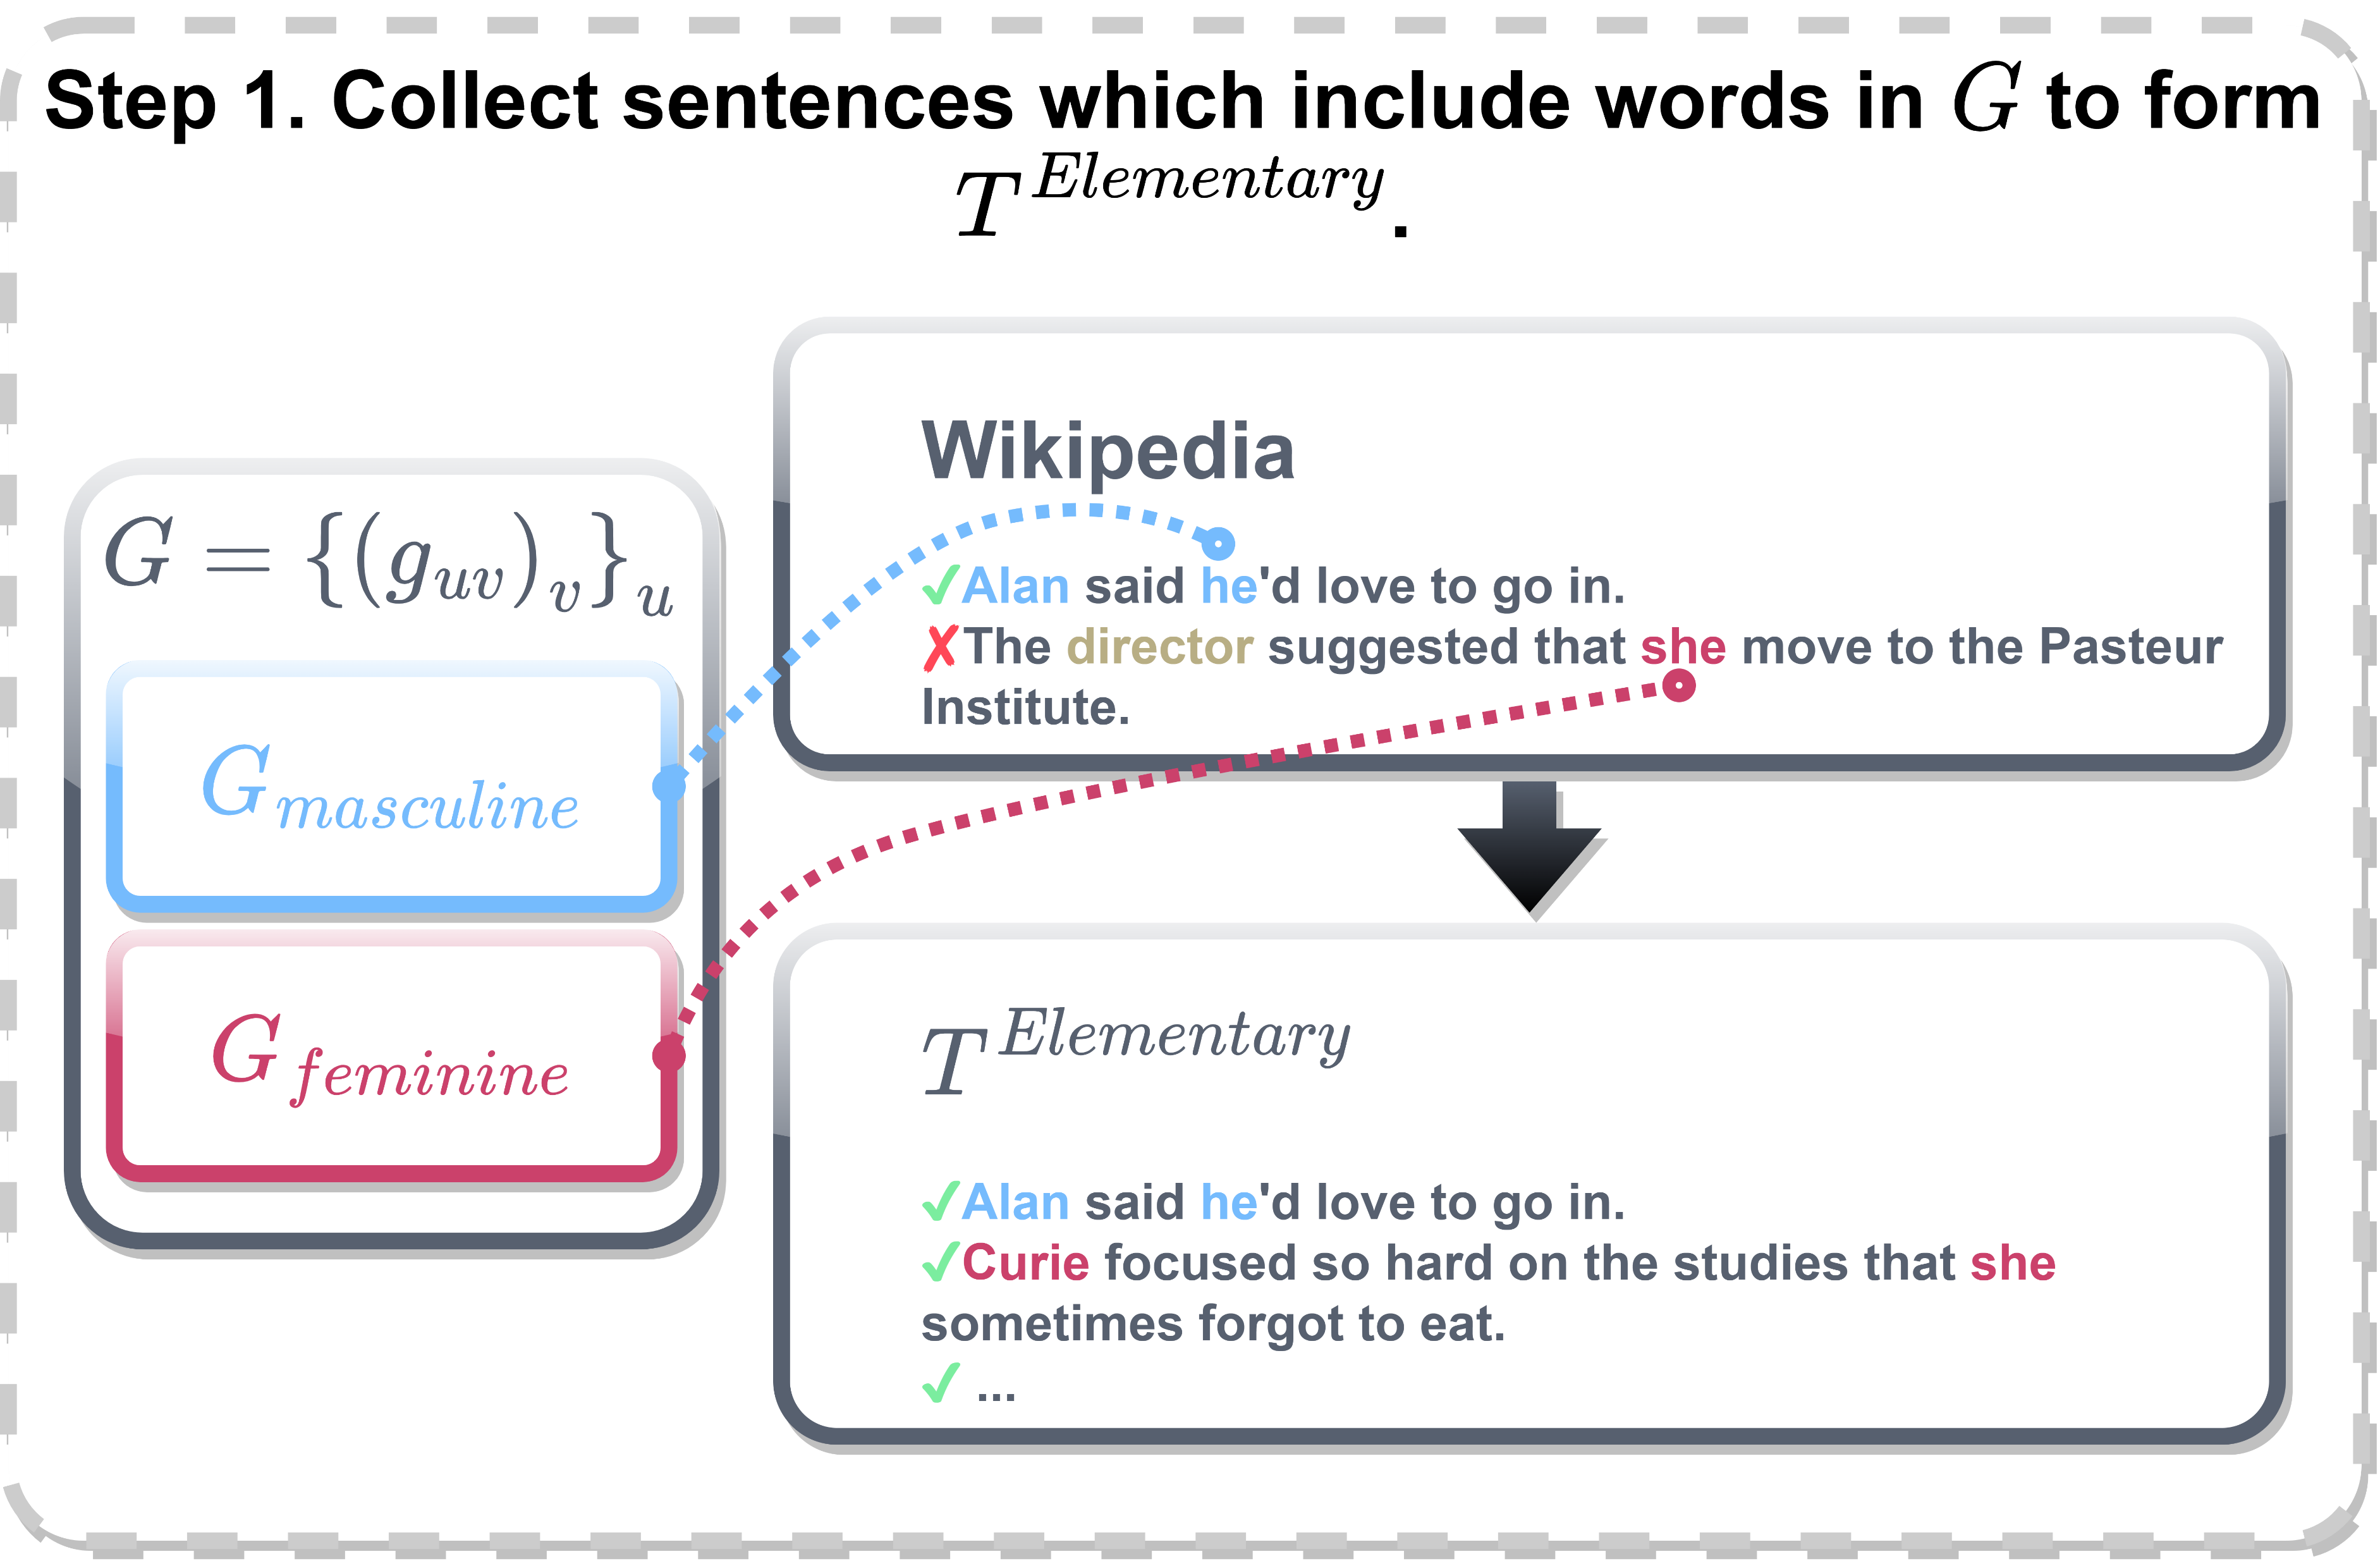 Step 1. Collect sentences which include words in G to form
T^Elementary.
G = {(g_uv)_v}_u
G_masculine
G_feminine
Wikipedia
✓Alan said he'd love to go in.
✗The director suggested that she move to the Pasteur
Institute.
T^Elementary
✓Alan said he'd love to go in.
✓Curie focused so hard on the studies that she
sometimes forgot to eat.
✓ ...